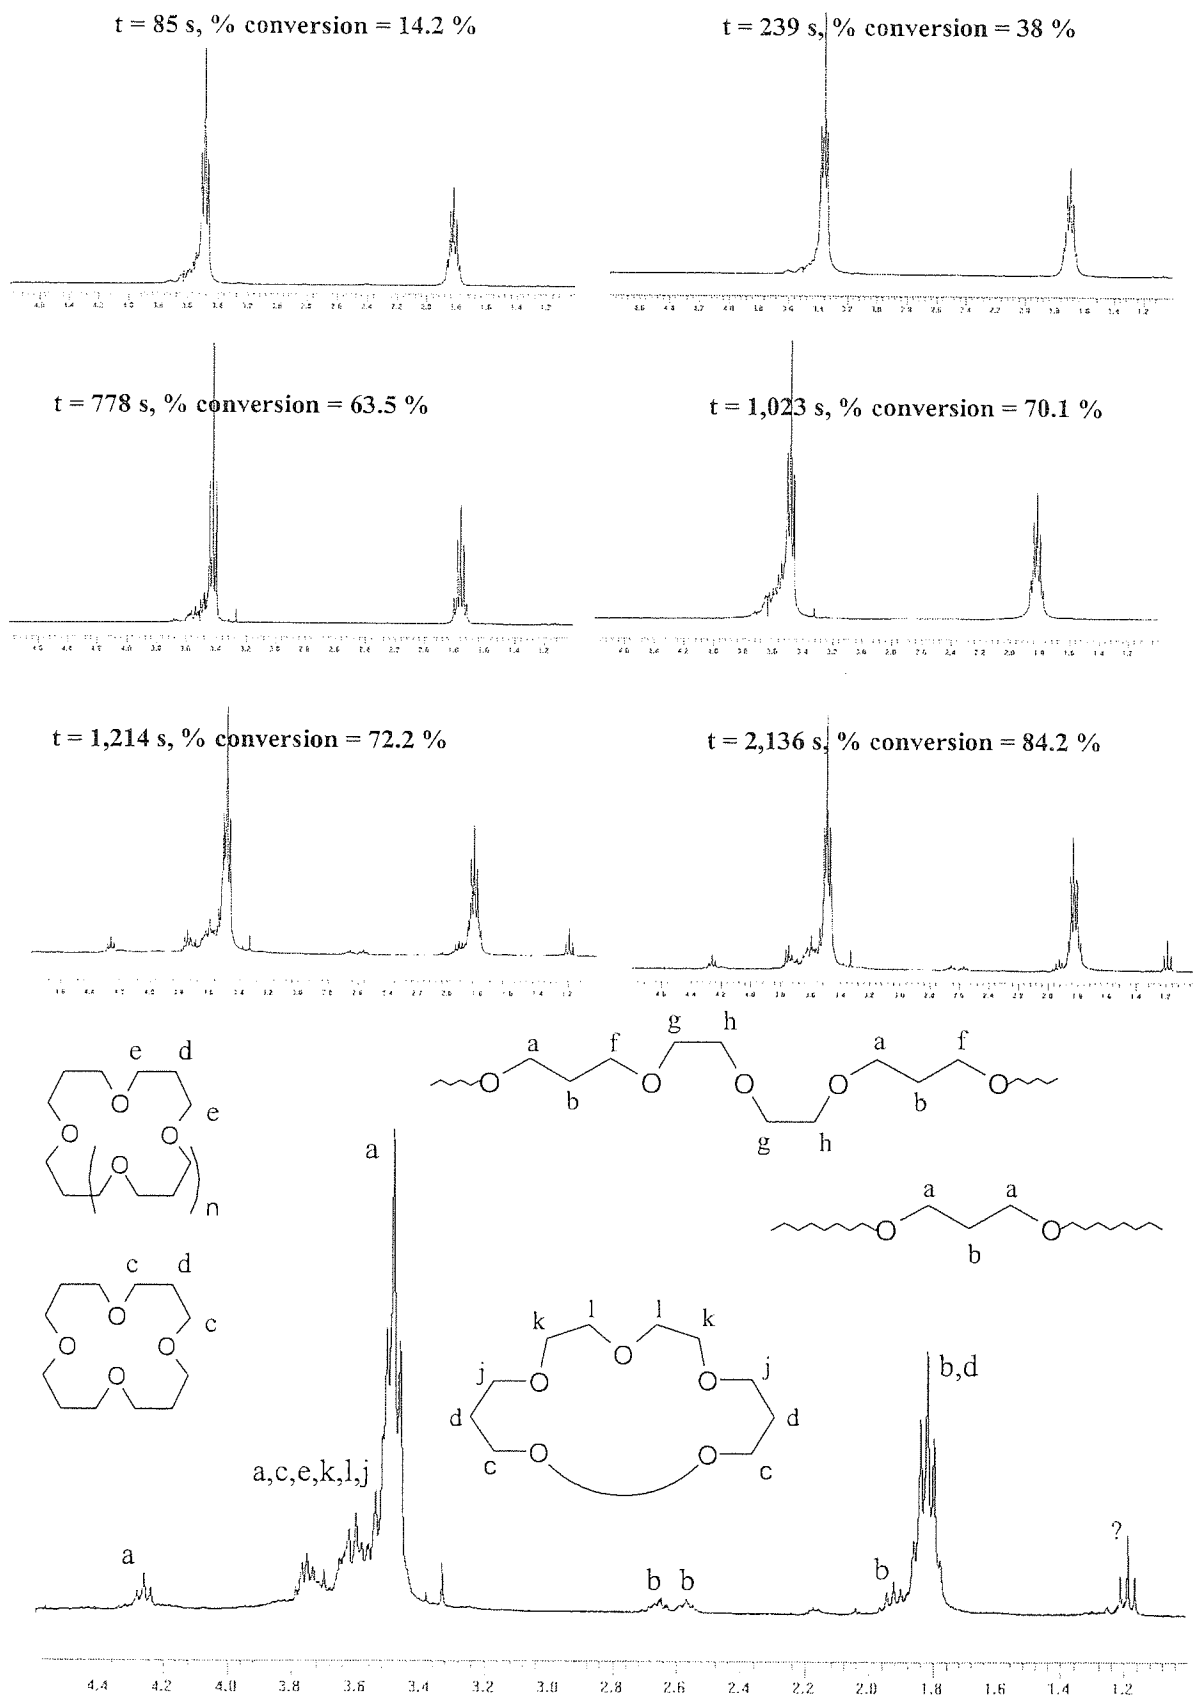 t = 85 s, % conversion = 14.2 %
t = 239 s, % conversion = 38 %
t = 778 s, % conversion = 63.5 %
t = 1,023 s, % conversion = 70.1 %
t = 1,214 s, % conversion = 72.2 %
t = 2,136 s, % conversion = 84.2 %
e d
e
O
O O
O
n
c d
c
O
O O
O
g h
a f a f
O O O O O
b b
g h
a a
O O
b
l l
k k
O
j O O j
d d
c O O c
a
a,c,e,k,l,j
a
b b
b
b,d
?
4.4 4.2 4.0 3.8 3.6 3.4 3.2 3.0 2.8 2.6 2.4 2.2 2.0 1.8 1.6 1.4 1.2